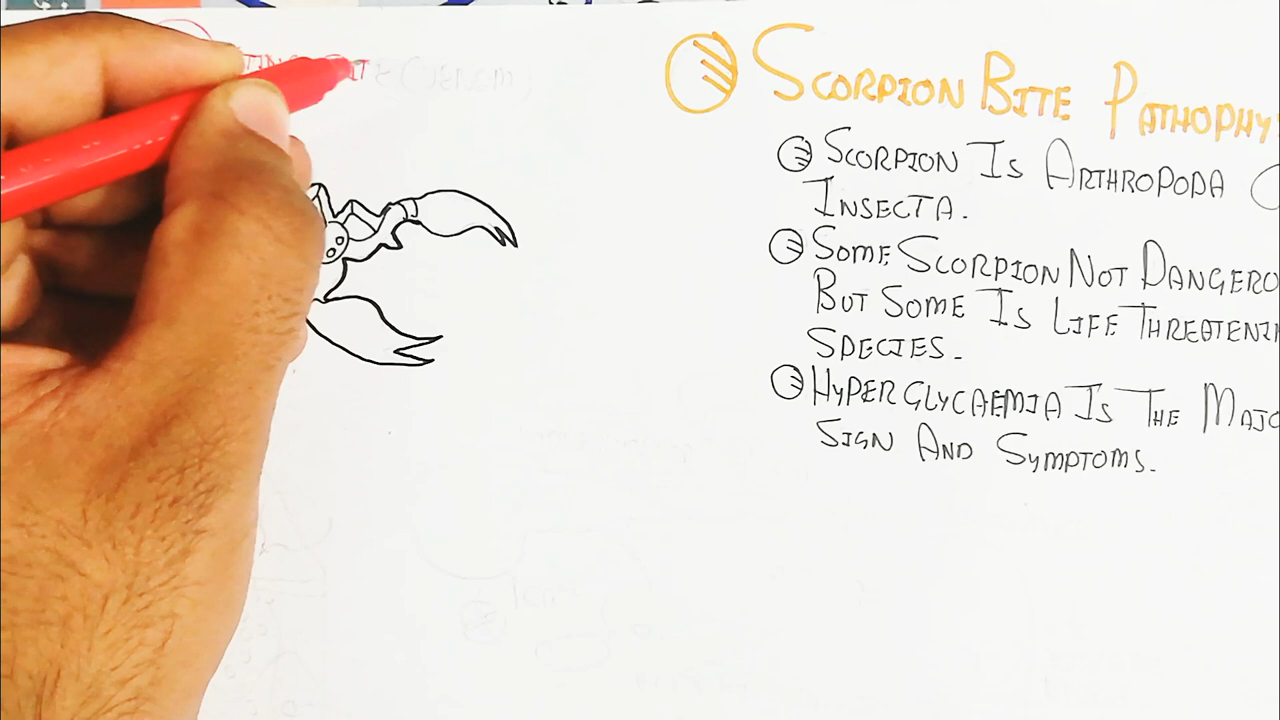 SCORPION BITE PATHOPHY
SCORPION IS ARTHROPODA
INSECTA.
SOME SCORPION NOT DANGERO
BUT SOME IS LIFE THREATENI
SPECIES.
HYPERGLYCAEMIA IS THE MAJO
SIGN AND SYMPTOMS.